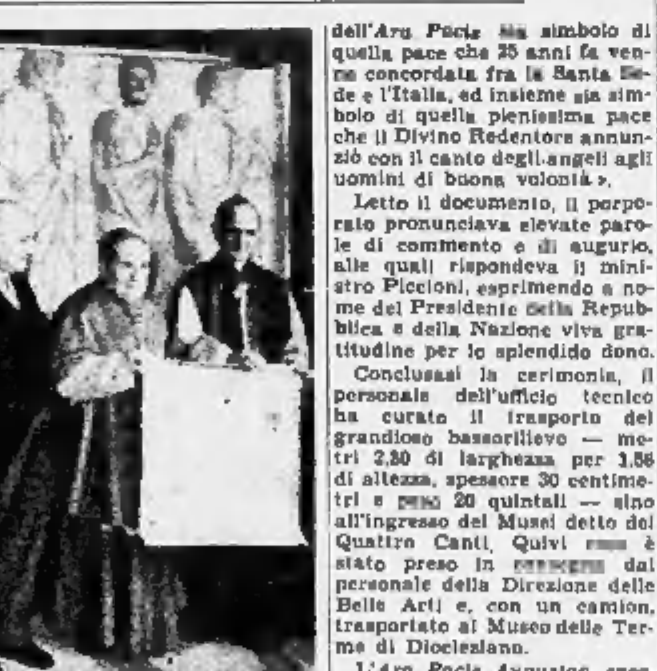 dell'Ara Pacis sia simbolo di
quella pace che 25 anni fa ven-
ne concordata fra la Santa Se-
de e l'Italia, ed insieme sia sim-
bolo di quella pienissima pace
che il Divino Redentore annun-
ziò con il canto degli angeli agli
uomini di buona volontà ».
Letto il documento, il porpo-
rato pronunciava elevate paro-
le di commento e di augurio,
alle quali rispondeva il mini-
stro Piccioni, esprimendo a no-
me del Presidente della Repub-
blica e della Nazione viva gra-
titudine per lo splendido dono.
Conclusasi la cerimonia, il
personale dell'ufficio tecnico
ha curato il trasporto del
grandioso bassorilievo — me-
tri 2,80 di larghezza per
di altezza, spessore 30 centime-
tri e peso 20 quintali — sino
all'ingresso dei Musei detto dei
Quattro Canti. Quivi esso è
stato preso in consegna dal
personale della Direzione delle
Belle Arti e, con un camion,
trasportato al Museo delle Ter-
me di Diocleziano.
L'Ara Pacis